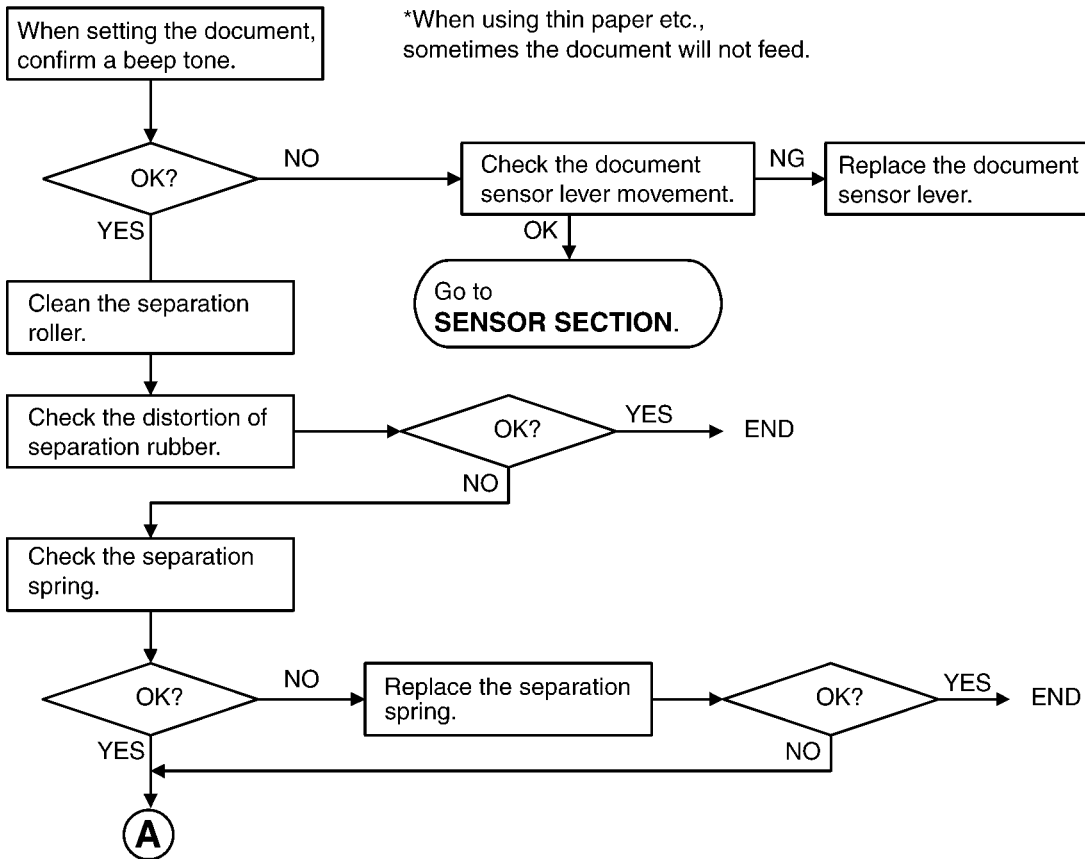 When setting the document,
confirm a beep tone.
*When using thin paper etc.,
sometimes the document will not feed.
OK?
NO
Check the document
sensor lever movement.
NG
Replace the document
sensor lever.
YES
OK
Go to
SENSOR SECTION.
Clean the separation
roller.
Check the distortion of
separation rubber.
OK?
YES
END
NO
Check the separation
spring.
OK?
NO
Replace the separation
spring.
OK?
YES
END
YES
NO
A